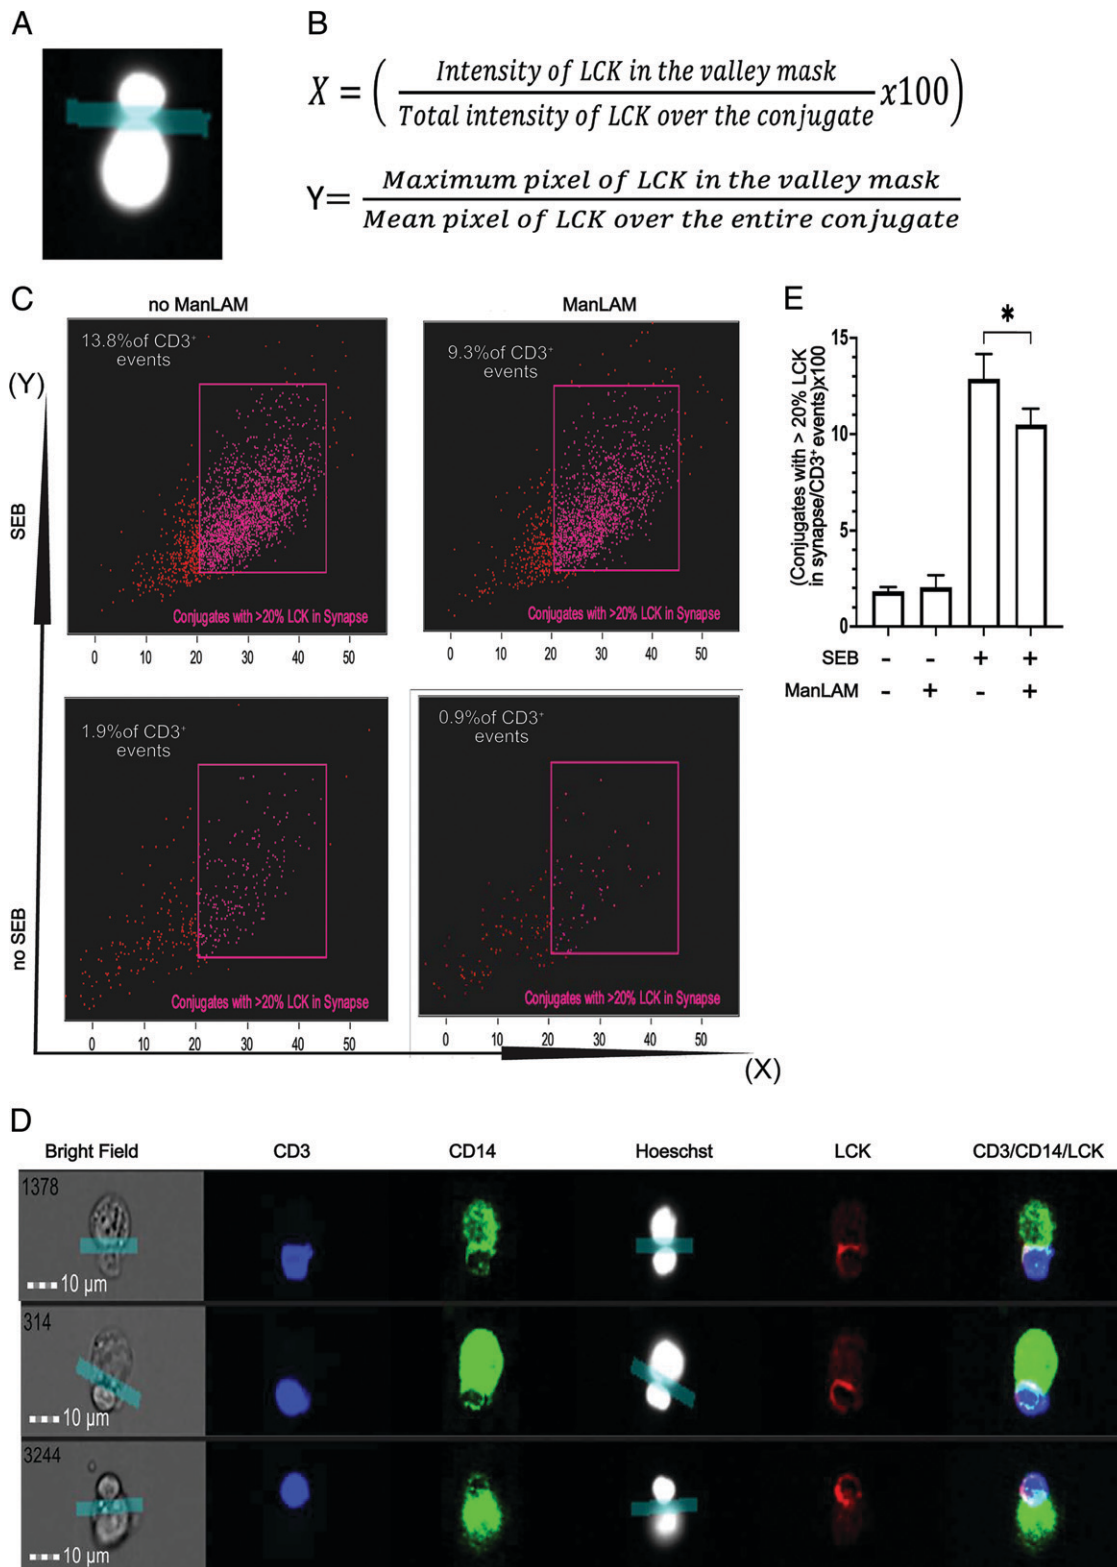 A
B
X = ( Intensity of LCK in the valley mask / Total intensity of LCK over the conjugate x100 )
Y= Maximum pixel of LCK in the valley mask / Mean pixel of LCK over the entire conjugate
C
no ManLAM
ManLAM
(Y)
SEB
no SEB
13.8%of CD3⁺
events
Conjugates with >20% LCK in Synapse
0 10 20 30 40 50
9.3%of CD3⁺
events
Conjugates with >20% LCK in Synapse
0 10 20 30 40 50
1.9%of CD3⁺
events
Conjugates with >20% LCK in Synapse
0 10 20 30 40 50
0.9%of CD3⁺
events
Conjugates with >20% LCK in Synapse
0 10 20 30 40 50
(X)
E
(Conjugates with > 20% LCK
in synapse/CD3⁺ events)x100
15
10
5
0
*
SEB - - + +
ManLAM - + - +
D
Bright Field CD3 CD14 Hoeschst LCK CD3/CD14/LCK
1378
10 µm
314
10 µm
3244
10 µm